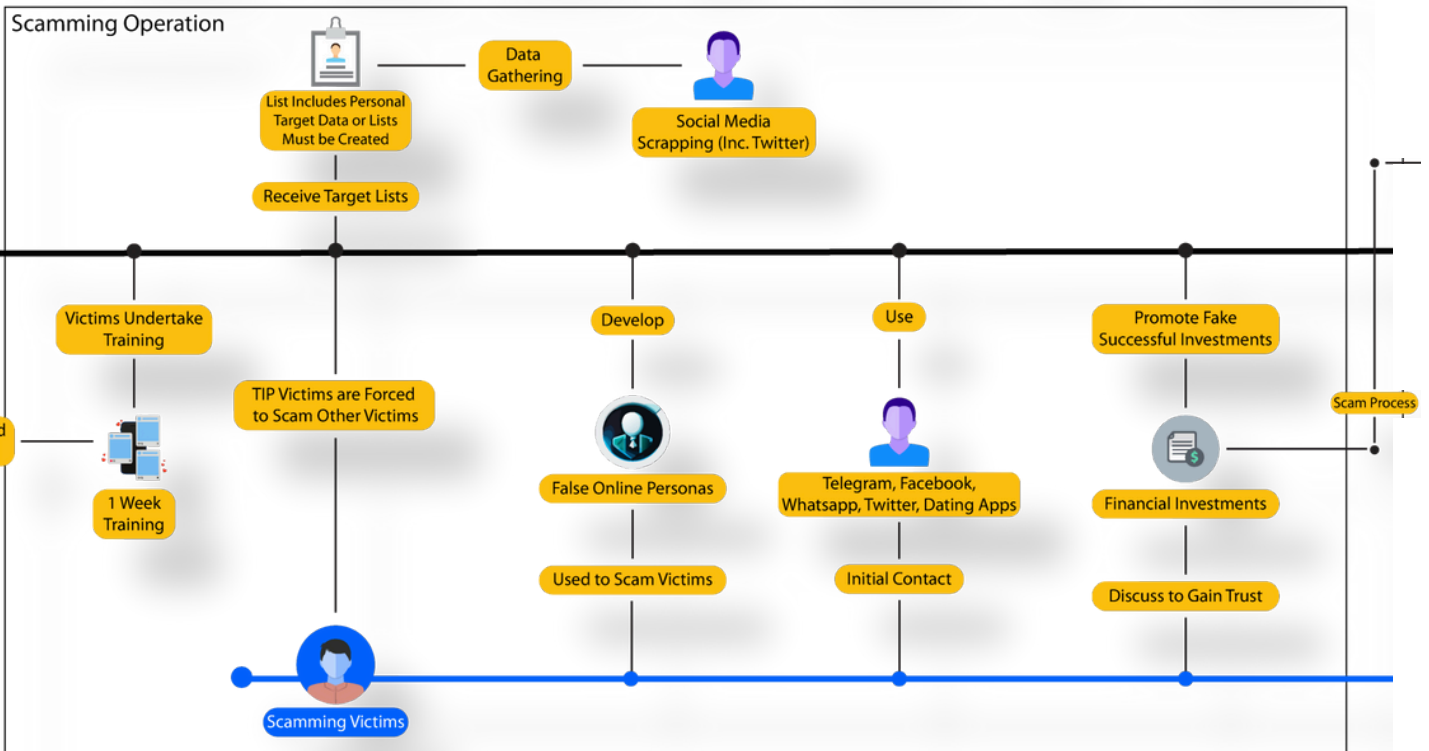 Scamming Operation
Data
Gathering
List Includes Personal
Target Data or Lists
Must be Created
Social Media
Scrapping (Inc. Twitter)
Receive Target Lists
Victims Undertake
Training
Develop
Use
Promote Fake
Successful Investments
TIP Victims are Forced
to Scam Other Victims
Scam Process
d
1 Week
Training
False Online Personas
Telegram, Facebook,
Whatsapp, Twitter, Dating Apps
Financial Investments
Used to Scam Victims
Initial Contact
Discuss to Gain Trust
Scamming Victims